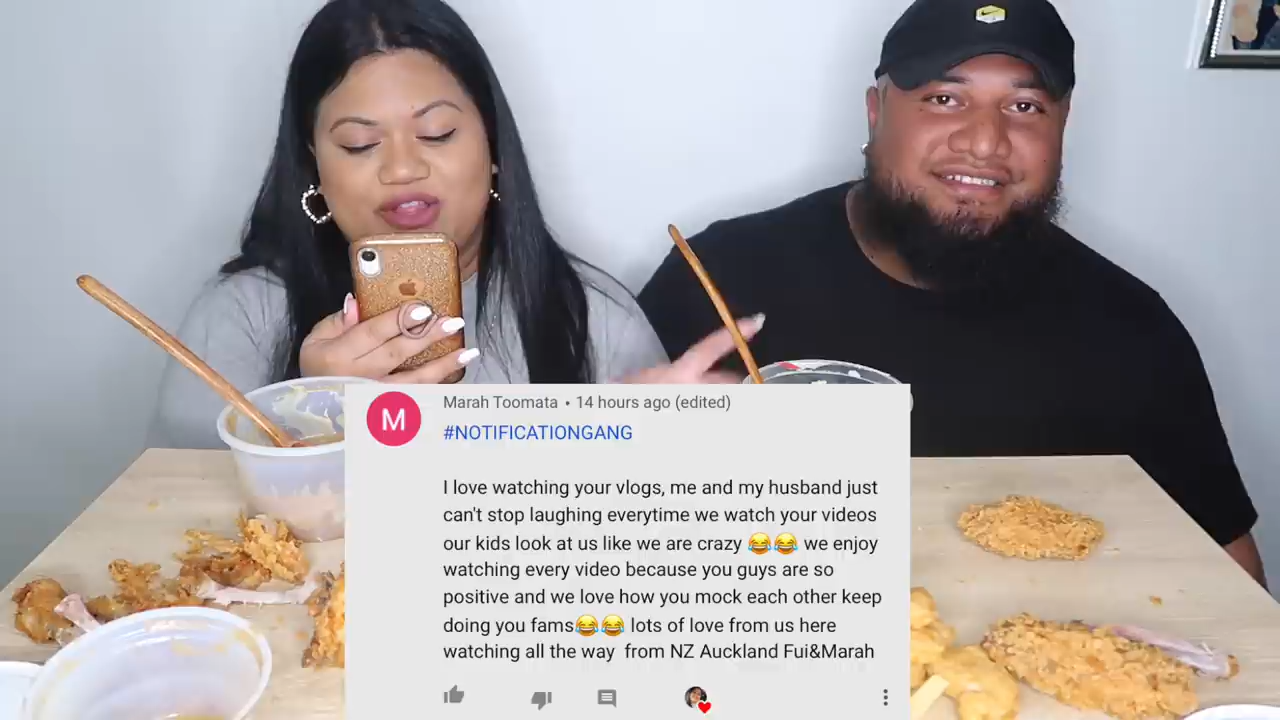 M
Marah Toomata • 14 hours ago (edited)
#NOTIFICATIONGANG
I love watching your vlogs, me and my husband just
can't stop laughing everytime we watch your videos
our kids look at us like we are crazy 😂😂 we enjoy
watching every video because you guys are so
positive and we love how you mock each other keep
doing you fams😂😂 lots of love from us here
watching all the way from NZ Auckland Fui&Marah